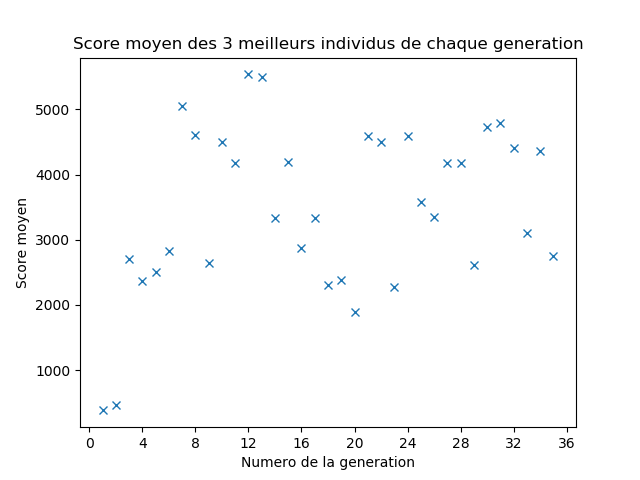 Score moyen des 3 meilleurs individus de chaque generation
Score moyen
5000
4000
3000
2000
1000
0 4 8 12 16 20 24 28 32 36
Numero de la generation